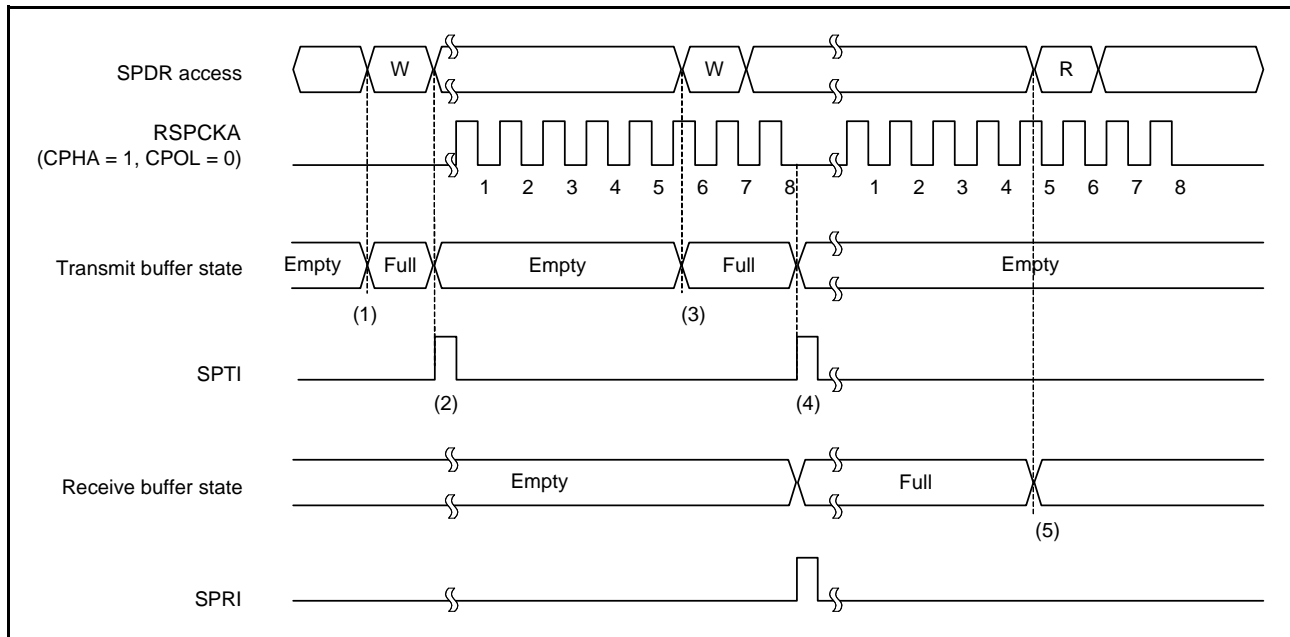 SPDR access
W
W
R
RSPCKA
(CPHA = 1, CPOL = 0)
1 2 3 4 5 6 7 8 1 2 3 4 5 6 7 8
Transmit buffer state
Empty Full Empty Full Empty
(1) (3)
SPTI
(2) (4)
Receive buffer state
Empty Full
(5)
SPRI